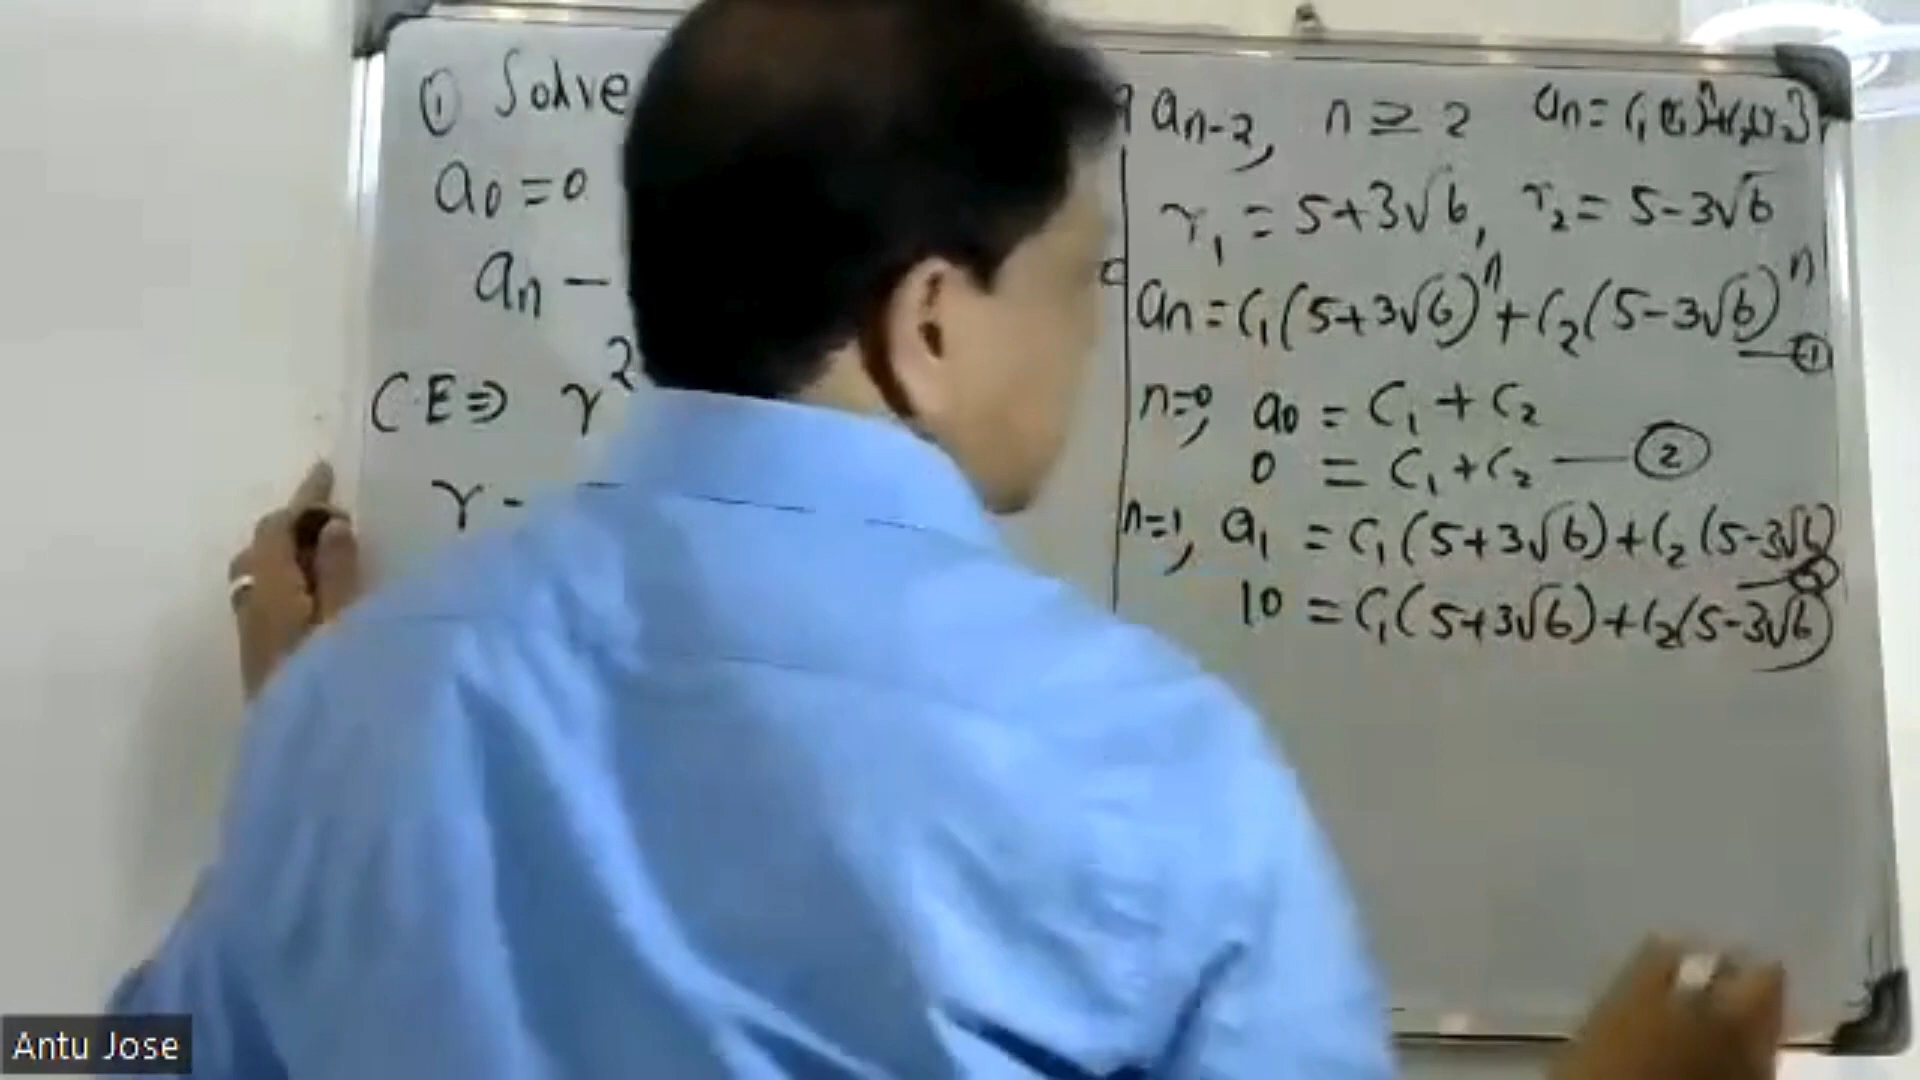 ① Solve
a0 = 0
an −
C.E ⇒ r²
r =
9 an-2, n ≥ 2
r1 = 5+3√6, r2 = 5-3√6
an = C1(5+3√6)^n + C2(5-3√6)^n —①
n=0, a0 = C1 + C2
0 = C1 + C2 —②
n=1, a1 = C1(5+3√6) + C2(5-3√6)
10 = C1(5+3√6) + C2(5-3√6)
Antu Jose